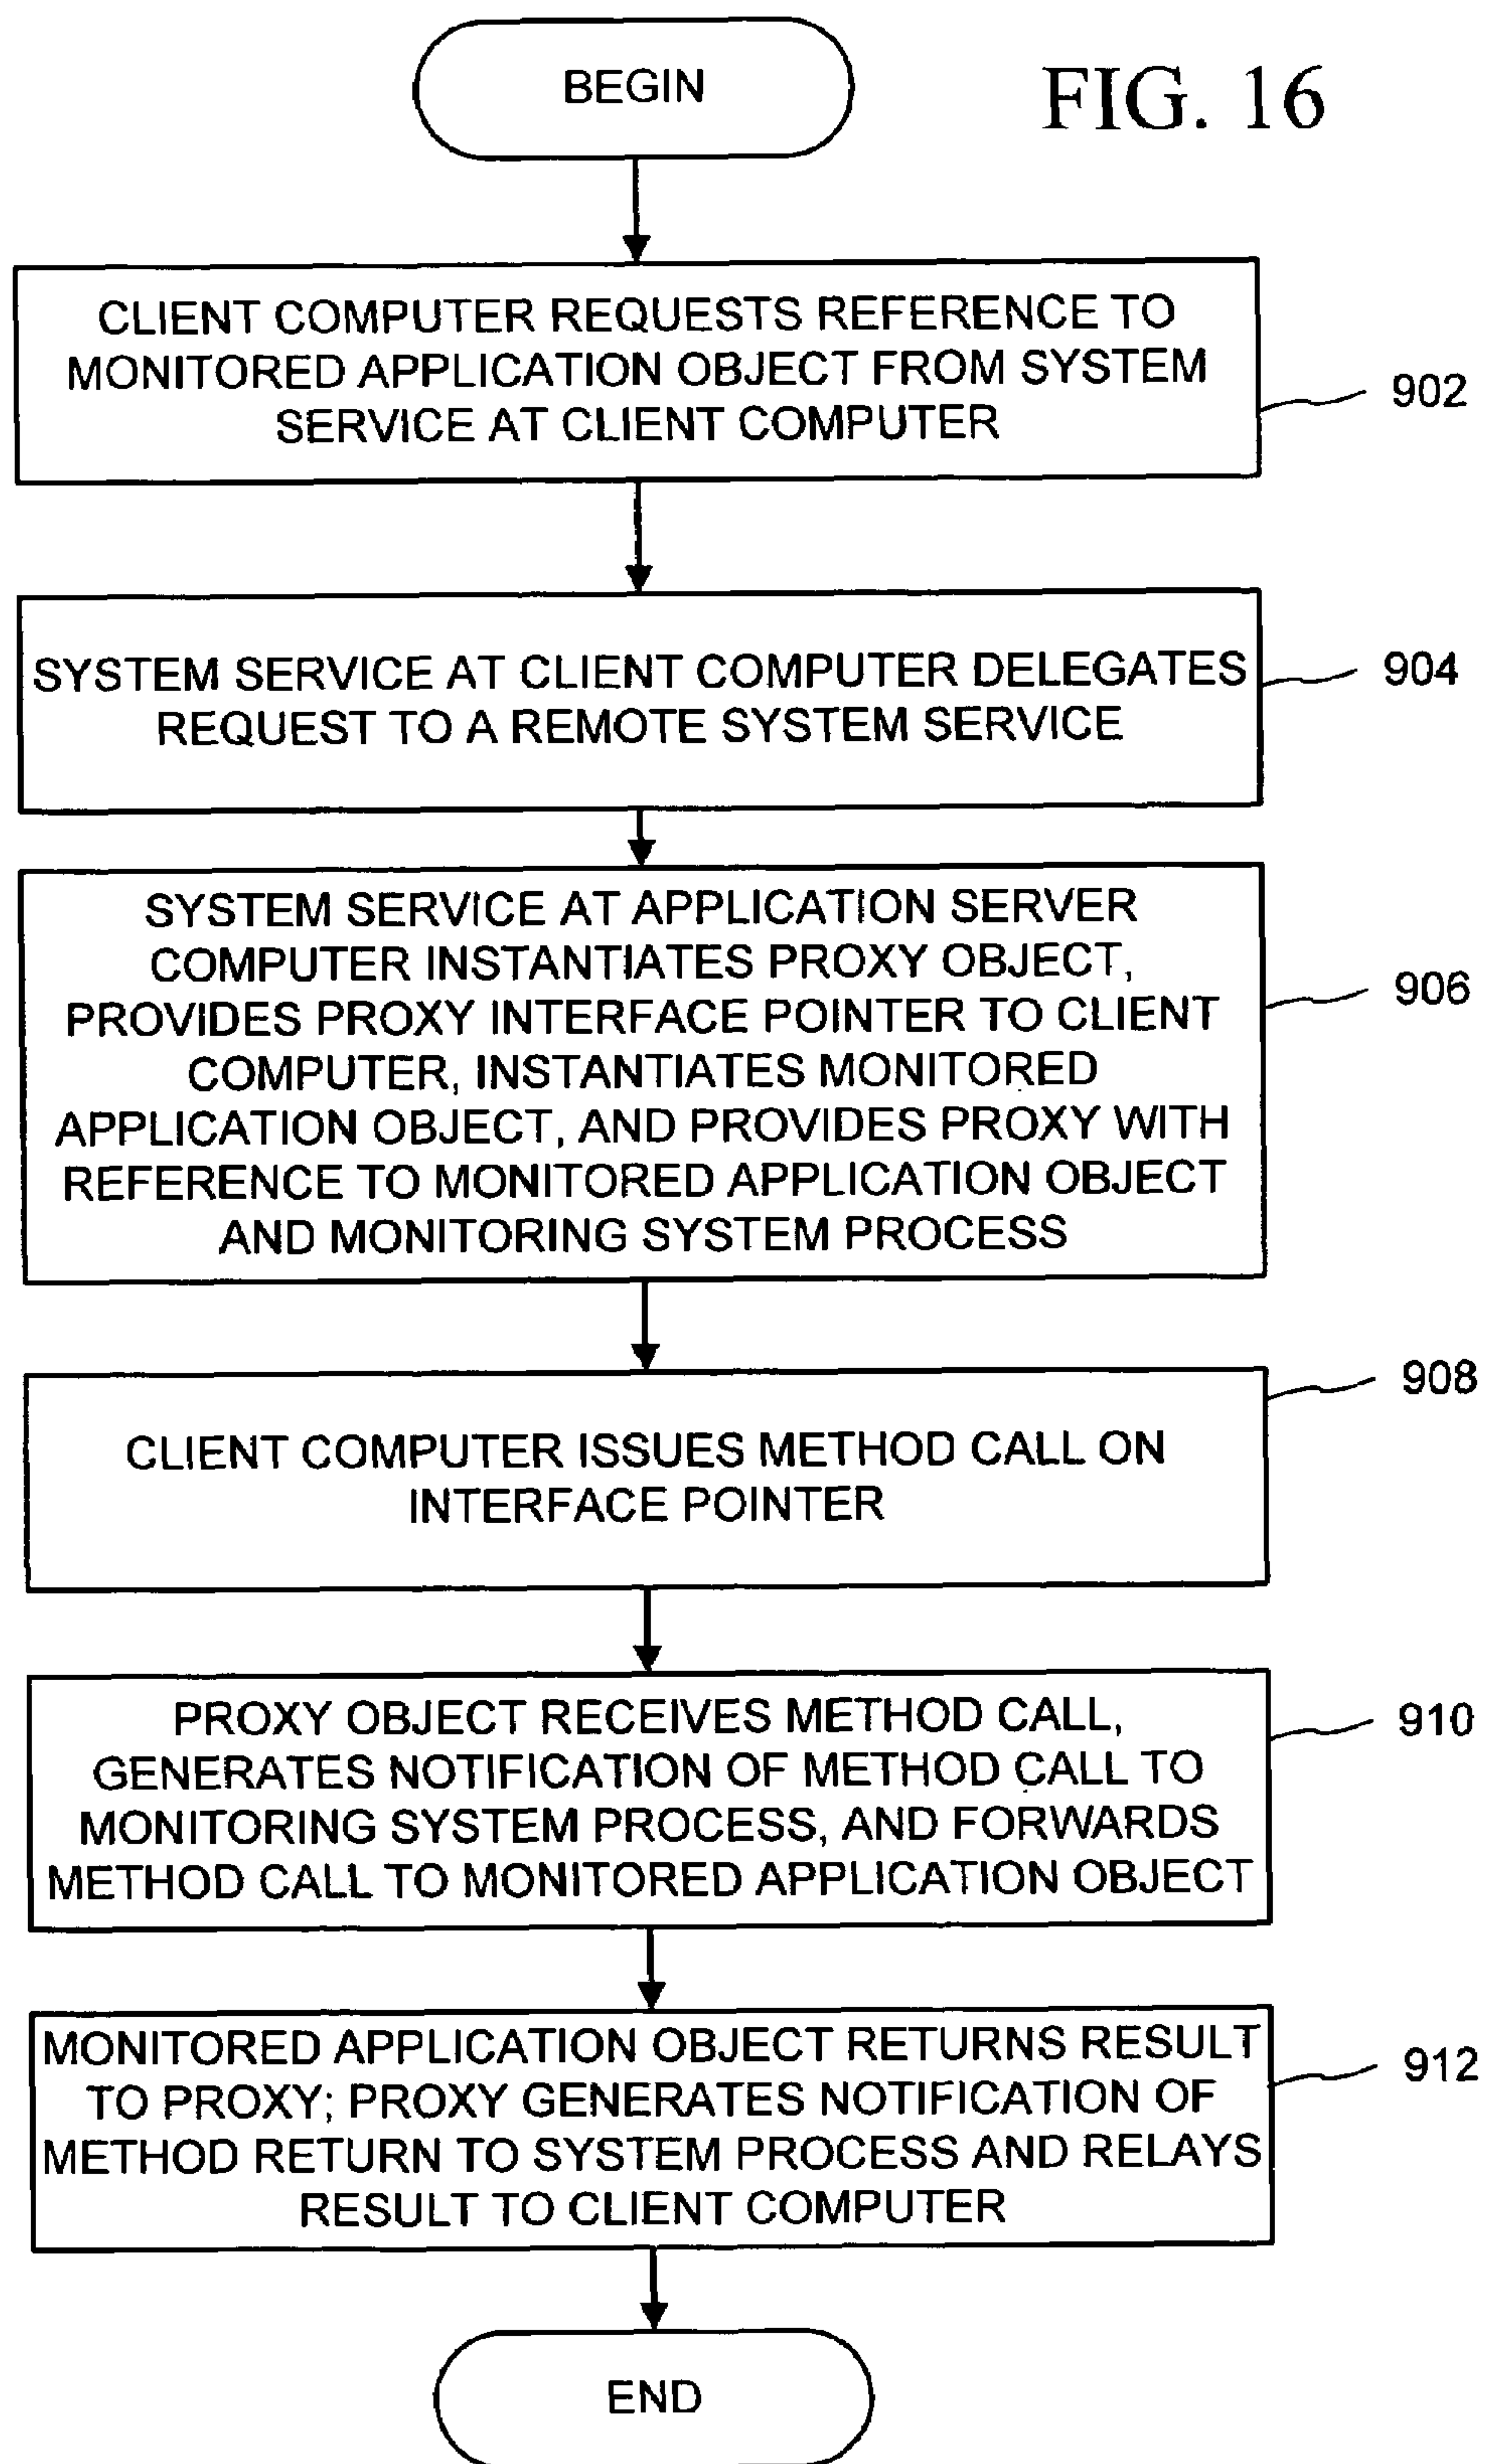 BEGIN
FIG. 16
CLIENT COMPUTER REQUESTS REFERENCE TO
MONITORED APPLICATION OBJECT FROM SYSTEM
SERVICE AT CLIENT COMPUTER
902
SYSTEM SERVICE AT CLIENT COMPUTER DELEGATES
REQUEST TO A REMOTE SYSTEM SERVICE
904
SYSTEM SERVICE AT APPLICATION SERVER
COMPUTER INSTANTIATES PROXY OBJECT,
PROVIDES PROXY INTERFACE POINTER TO CLIENT
COMPUTER, INSTANTIATES MONITORED
APPLICATION OBJECT, AND PROVIDES PROXY WITH
REFERENCE TO MONITORED APPLICATION OBJECT
AND MONITORING SYSTEM PROCESS
906
CLIENT COMPUTER ISSUES METHOD CALL ON
INTERFACE POINTER
908
PROXY OBJECT RECEIVES METHOD CALL,
GENERATES NOTIFICATION OF METHOD CALL TO
MONITORING SYSTEM PROCESS, AND FORWARDS
METHOD CALL TO MONITORED APPLICATION OBJECT
910
MONITORED APPLICATION OBJECT RETURNS RESULT
TO PROXY; PROXY GENERATES NOTIFICATION OF
METHOD RETURN TO SYSTEM PROCESS AND RELAYS
RESULT TO CLIENT COMPUTER
912
END